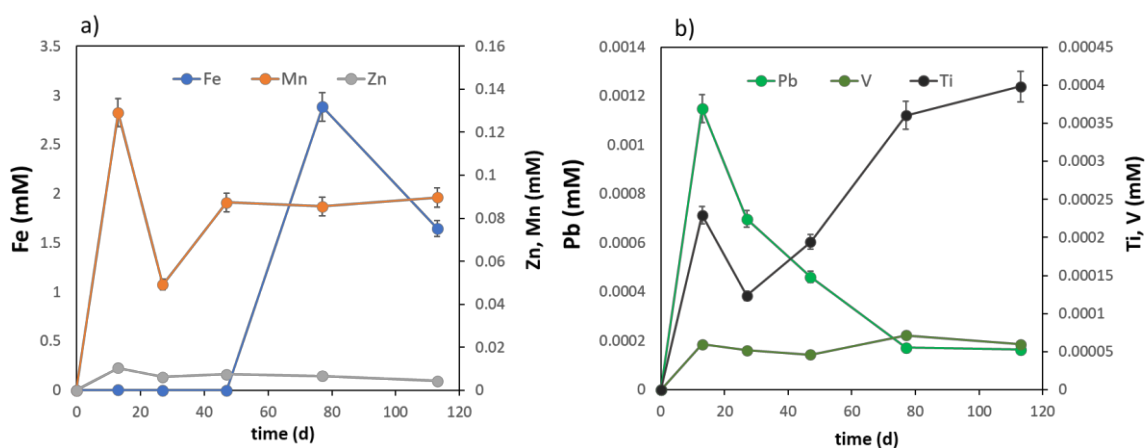 a)
3.5
3
2.5
2
1.5
1
0.5
0
Fe (mM)
Fe Mn Zn
0.16
0.14
0.12
0.1
0.08
0.06
0.04
0.02
0
Zn, Mn (mM)
0 20 40 60 80 100 120
time (d)
b)
0.0014
0.0012
0.001
0.0008
0.0006
0.0004
0.0002
0
Pb (mM)
Pb V Ti
0.00045
0.0004
0.00035
0.0003
0.00025
0.0002
0.00015
0.0001
0.00005
0
Ti, V (mM)
0 20 40 60 80 100 120
time (d)